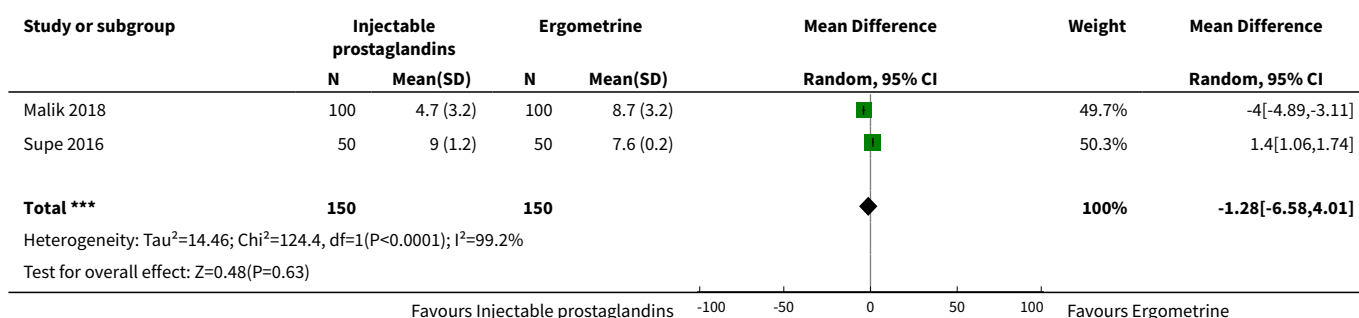 Study or subgroup Injectable prostaglandins Ergometrine Mean Difference Weight Mean Difference
N Mean(SD) N Mean(SD) Random, 95% CI Random, 95% CI
Malik 2018 100 4.7 (3.2) 100 8.7 (3.2) 49.7% -4[-4.89,-3.11]
Supe 2016 50 9 (1.2) 50 7.6 (0.2) 50.3% 1.4[1.06,1.74]
Total *** 150 150 100% -1.28[-6.58,4.01]
Heterogeneity: Tau²=14.46; Chi²=124.4, df=1(P<0.0001); I²=99.2%
Test for overall effect: Z=0.48(P=0.63)
Favours Injectable prostaglandins -100 -50 0 50 100 Favours Ergometrine